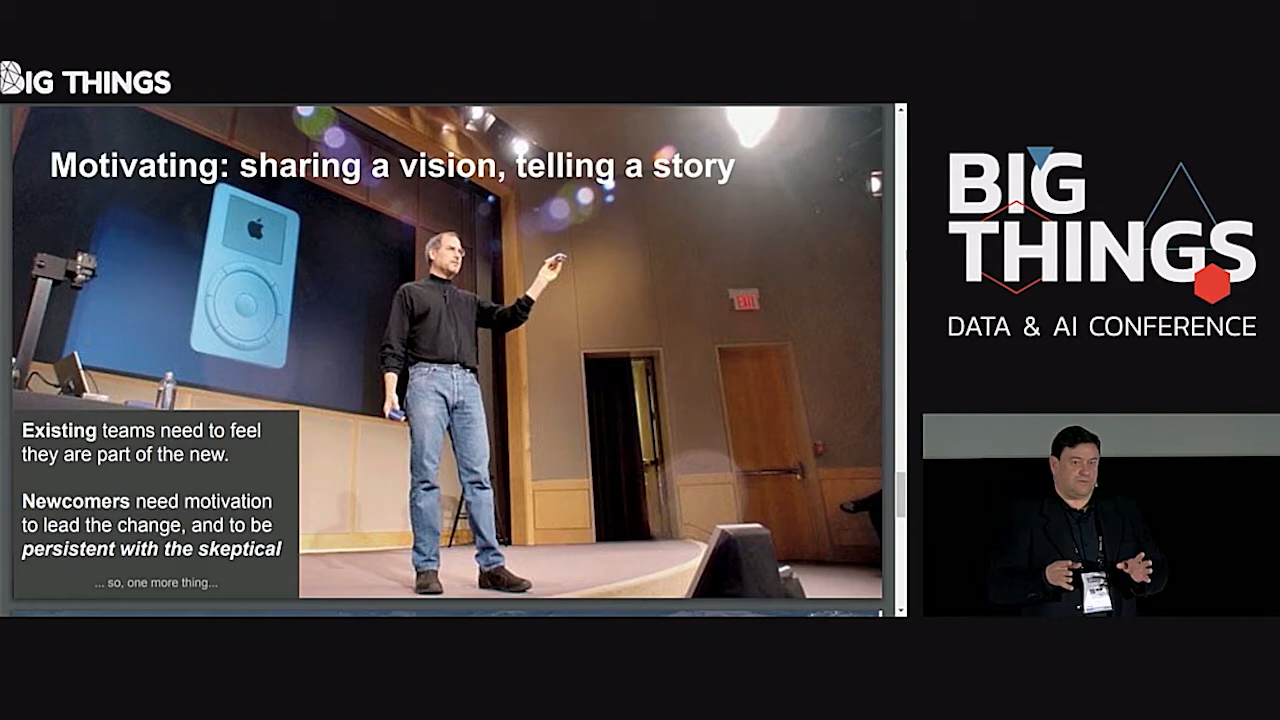 BIG THINGS
Motivating: sharing a vision, telling a story
EXIT
Existing teams need to feel
they are part of the new.
Newcomers need motivation
to lead the change, and to be
persistent with the skeptical
... so, one more thing...
BIG
THINGS
DATA & AI CONFERENCE